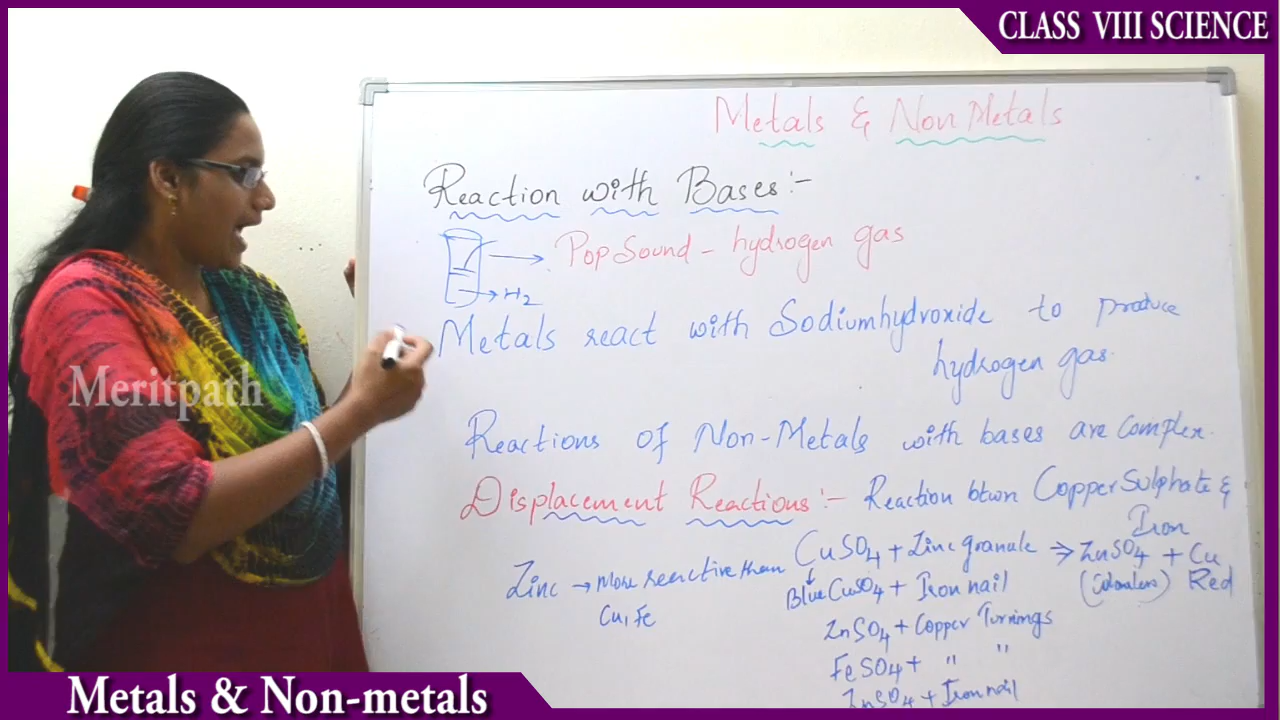 CLASS VIII SCIENCE
Metals & Non Metals
Reaction with Bases:-
Pop Sound - hydrogen gas
H2
Metals react with Sodiumhydroxide to produce
hydrogen gas.
Meritpath
Reactions of Non-Metals with bases are complex.
Displacement Reactions:- Reaction btwn Copper Sulphate &
Iron
Zinc → More reactive than
Cu, Fe
CuSO4 + Zinc granule → ZnSO4 + Cu
Blue (Colourless) Red
CuSO4 + Iron nail
ZnSO4 + Copper Turnings
FeSO4 + " "
ZnSO4 + Iron nail
Metals & Non-metals